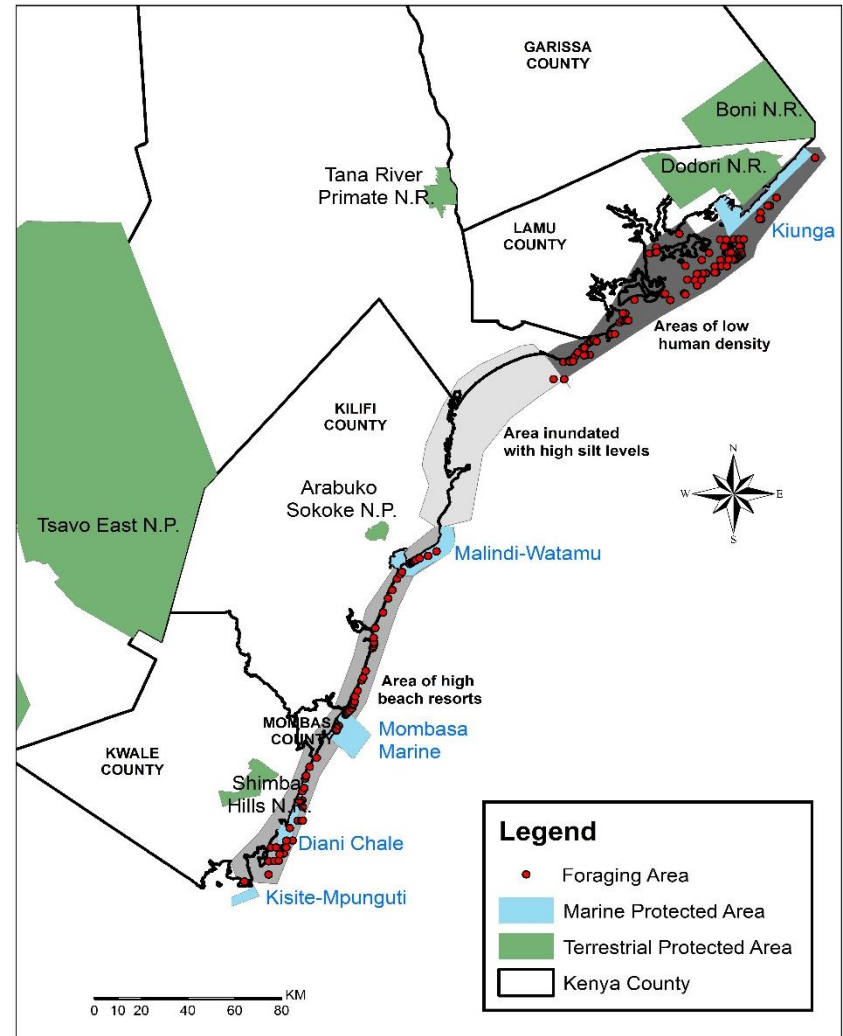 GARISSA
COUNTY
Boni N.R.
Dodori N.R.
Tana River
Primate N.R.
LAMU
COUNTY
Kiunga
Areas of low
human density
KILIFI
COUNTY
Area inundated
with high silt levels
Arabuko
Sokoke N.P.
N
W
E
S
Tsavo East N.P.
Malindi-Watamu
Area of high
beach resorts
MOMBASA
COUNTY
Mombasa
Marine
KWALE
COUNTY
Shimba
Hills N.R.
Diani Chale
Kisite-Mpunguti
Legend
Foraging Area
Marine Protected Area
Terrestrial Protected Area
Kenya County
KM
0 10 20 40 60 80